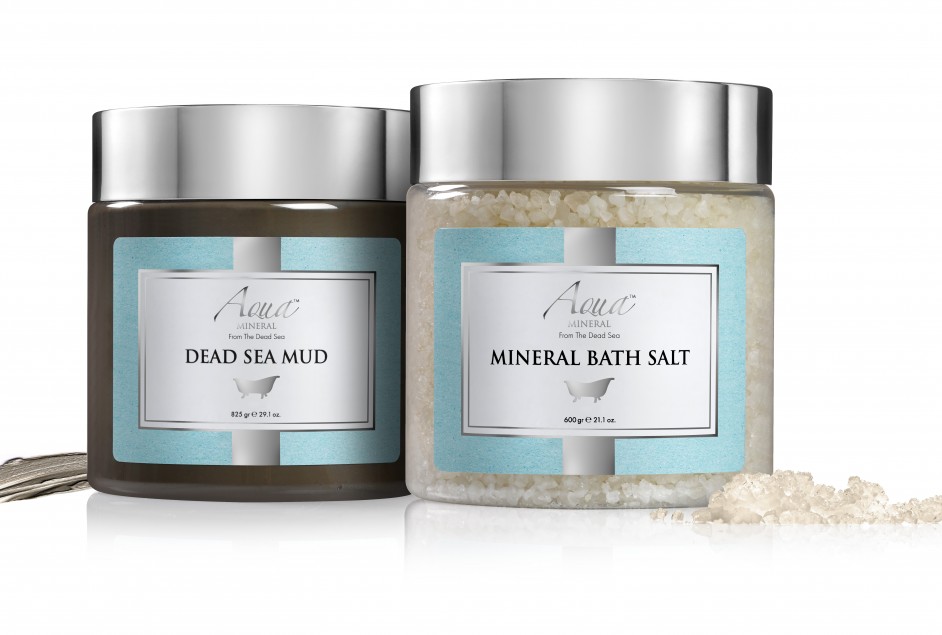 Aqua™
MINERAL
From The Dead Sea
DEAD SEA MUD
825 gr ℮ 29.1 oz.
Aqua™
MINERAL
From The Dead Sea
MINERAL BATH SALT
600 gr ℮ 21.1 oz.